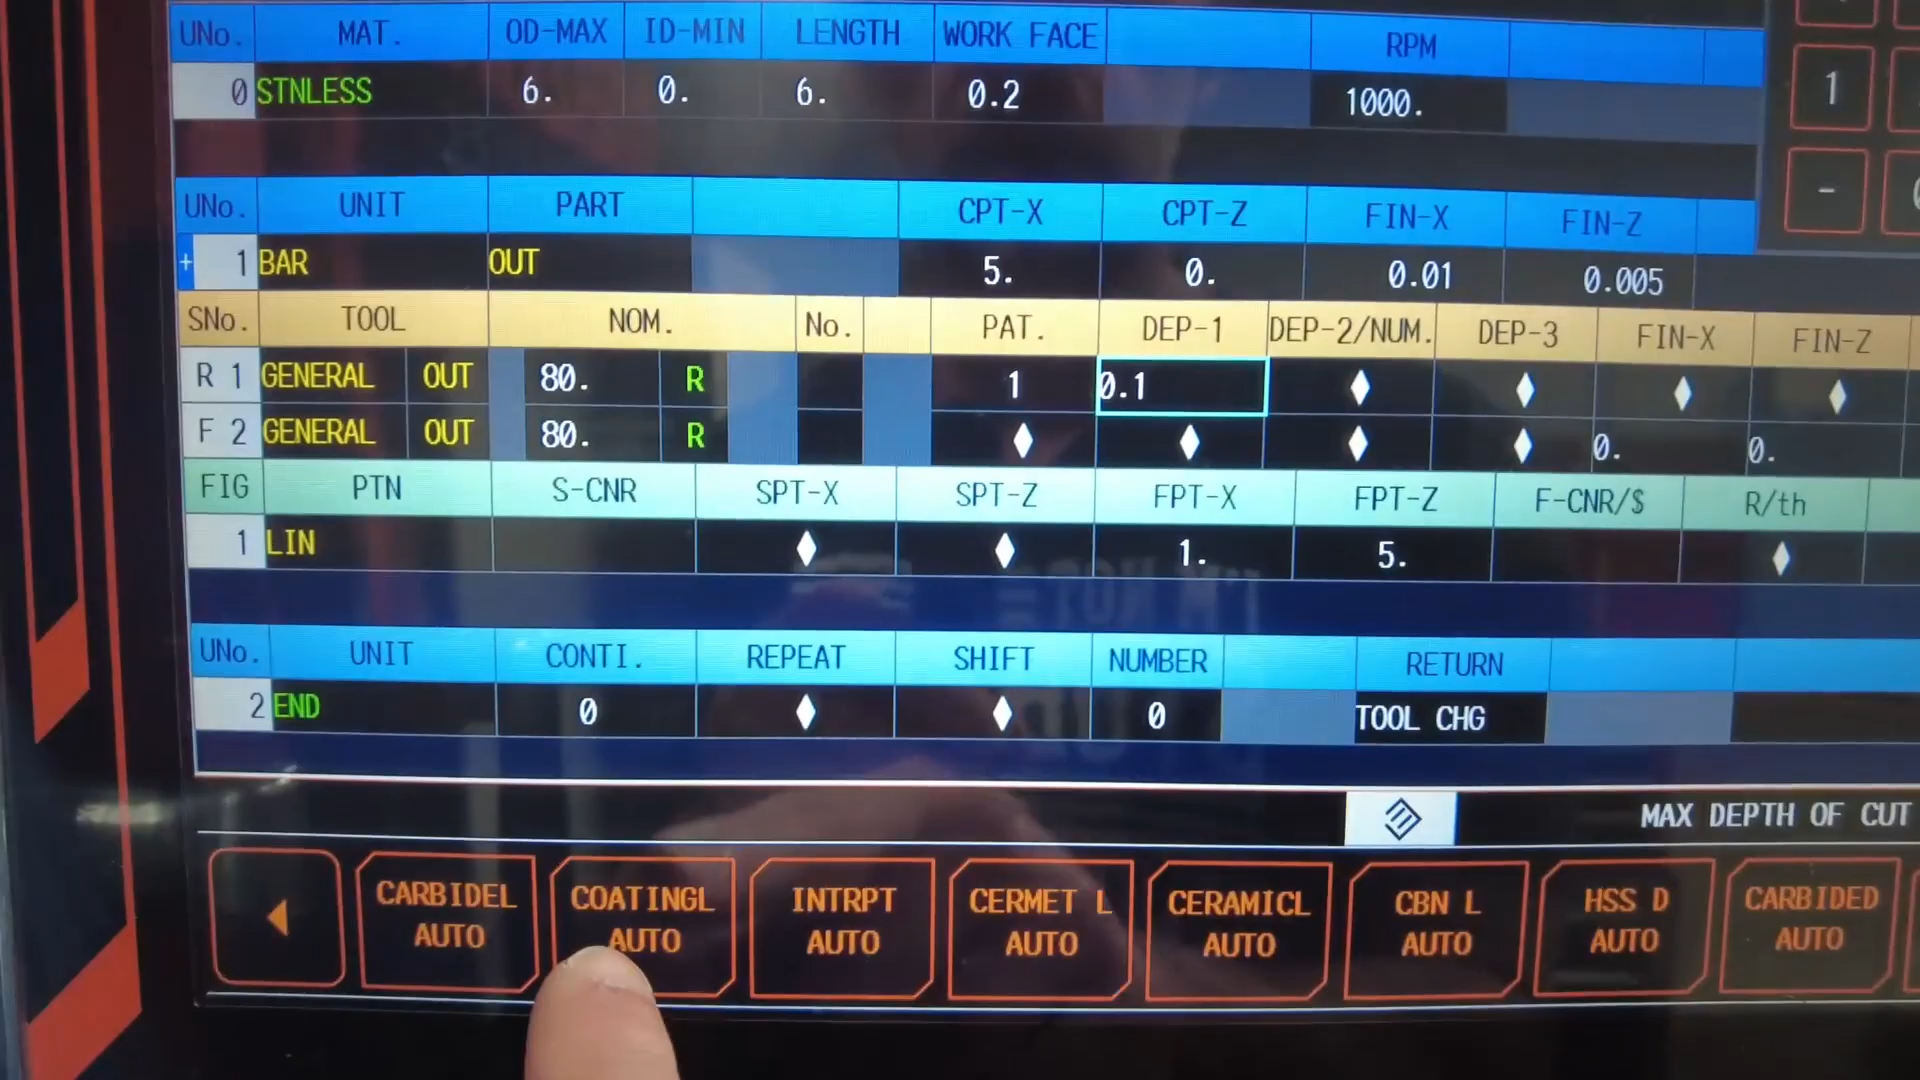 UNo. MAT. OD-MAX ID-MIN LENGTH WORK FACE RPM
0 STNLESS 6. 0. 6. 0.2 1000.
1
-
UNo. UNIT PART CPT-X CPT-Z FIN-X FIN-Z
+ 1 BAR OUT 5. 0. 0.01 0.005
SNo. TOOL NOM. No. PAT. DEP-1 DEP-2/NUM. DEP-3 FIN-X FIN-Z
R 1 GENERAL OUT 80. R 1 0.1 ♦ ♦ ♦ ♦
F 2 GENERAL OUT 80. R ♦ ♦ ♦ ♦ 0. 0.
FIG PTN S-CNR SPT-X SPT-Z FPT-X FPT-Z F-CNR/$ R/th
1 LIN ♦ ♦ 1. 5. ♦
UNo. UNIT CONTI. REPEAT SHIFT NUMBER RETURN
2 END 0 ♦ ♦ 0 TOOL CHG
MAX DEPTH OF CUT
CARBIDEL AUTO
COATINGL AUTO
INTRPT AUTO
CERMET L AUTO
CERAMICL AUTO
CBN L AUTO
HSS D AUTO
CARBIDED AUTO